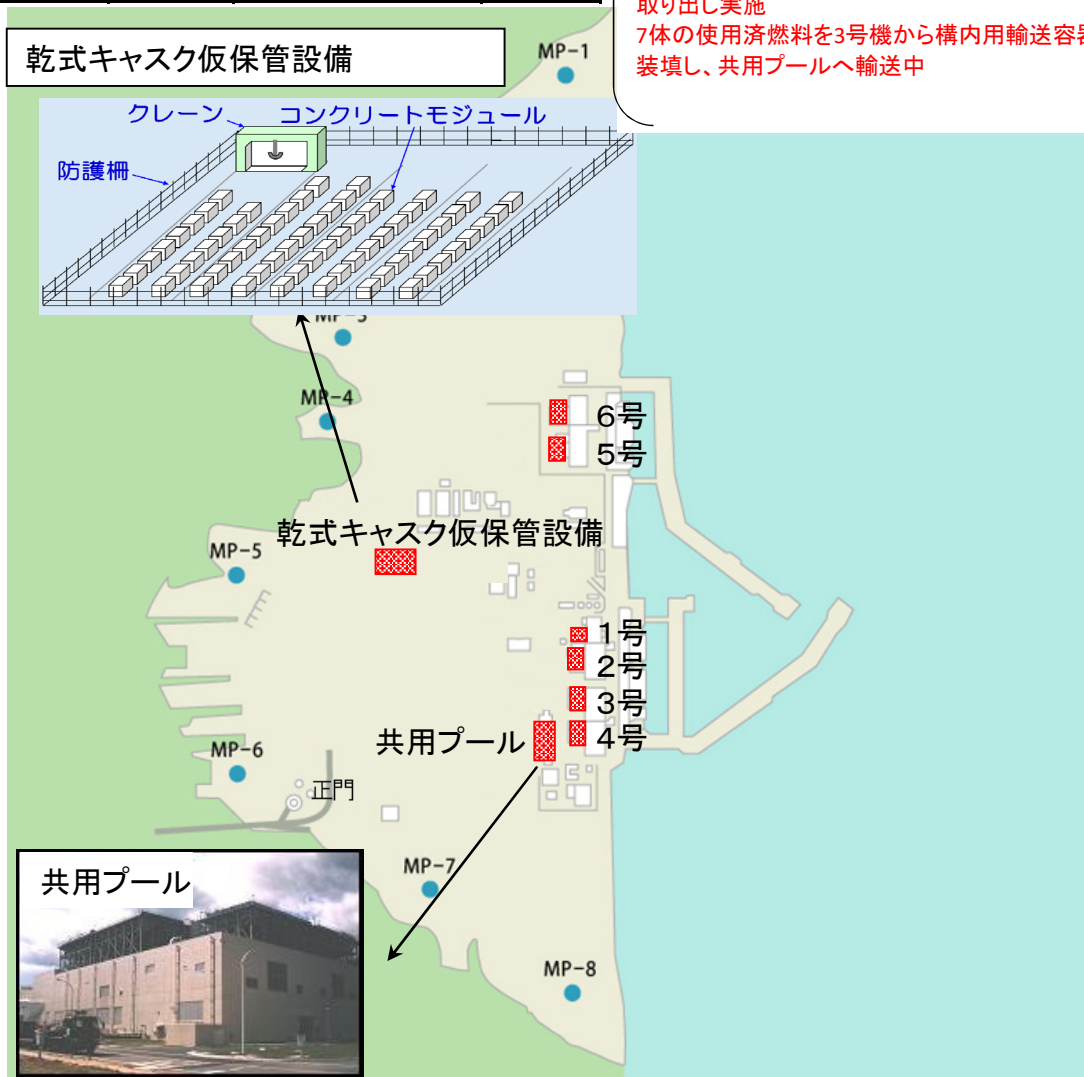 取り出し実施
7体の使用済燃料を3号機から構内用輸送容器
装填し、共用プールへ輸送中
乾式キャスク仮保管設備
MP-1
クレーン
コンクリートモジュール
防護柵
MP-3
MP-4
6号
5号
乾式キャスク仮保管設備
MP-5
1号
2号
3号
共用プール
4号
MP-6
正門
MP-7
共用プール
MP-8